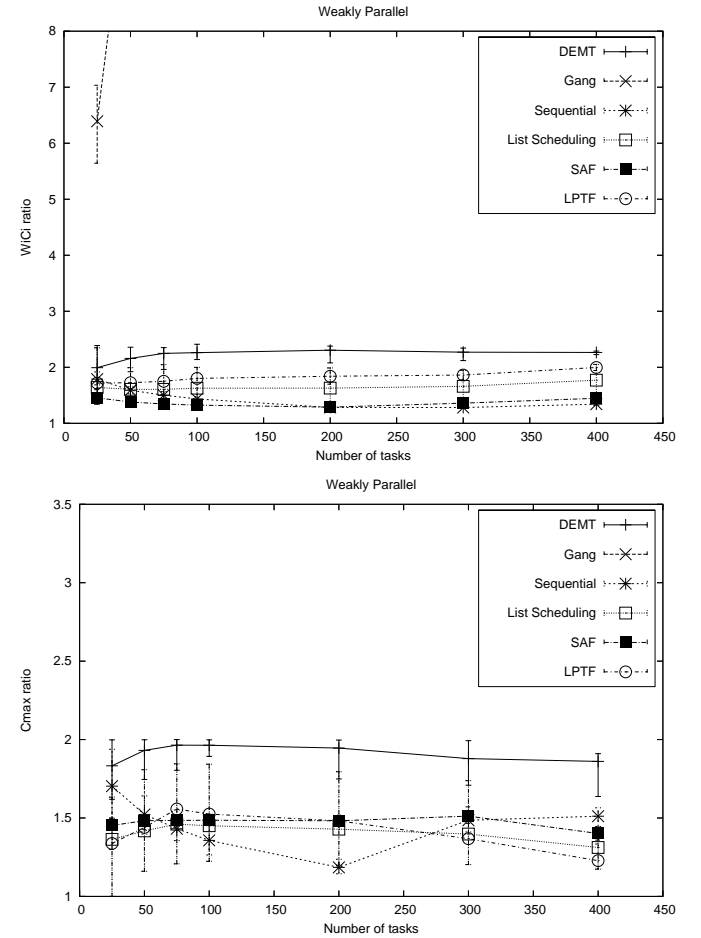 Weakly Parallel
8
7
6
5
4
3
2
1
WiCi ratio
DEMT
Gang
Sequential
List Scheduling
SAF
LPTF
0 50 100 150 200 250 300 350 400 450
Number of tasks
Weakly Parallel
3.5
3
2.5
2
1.5
1
Cmax ratio
DEMT
Gang
Sequential
List Scheduling
SAF
LPTF
0 50 100 150 200 250 300 350 400 450
Number of tasks